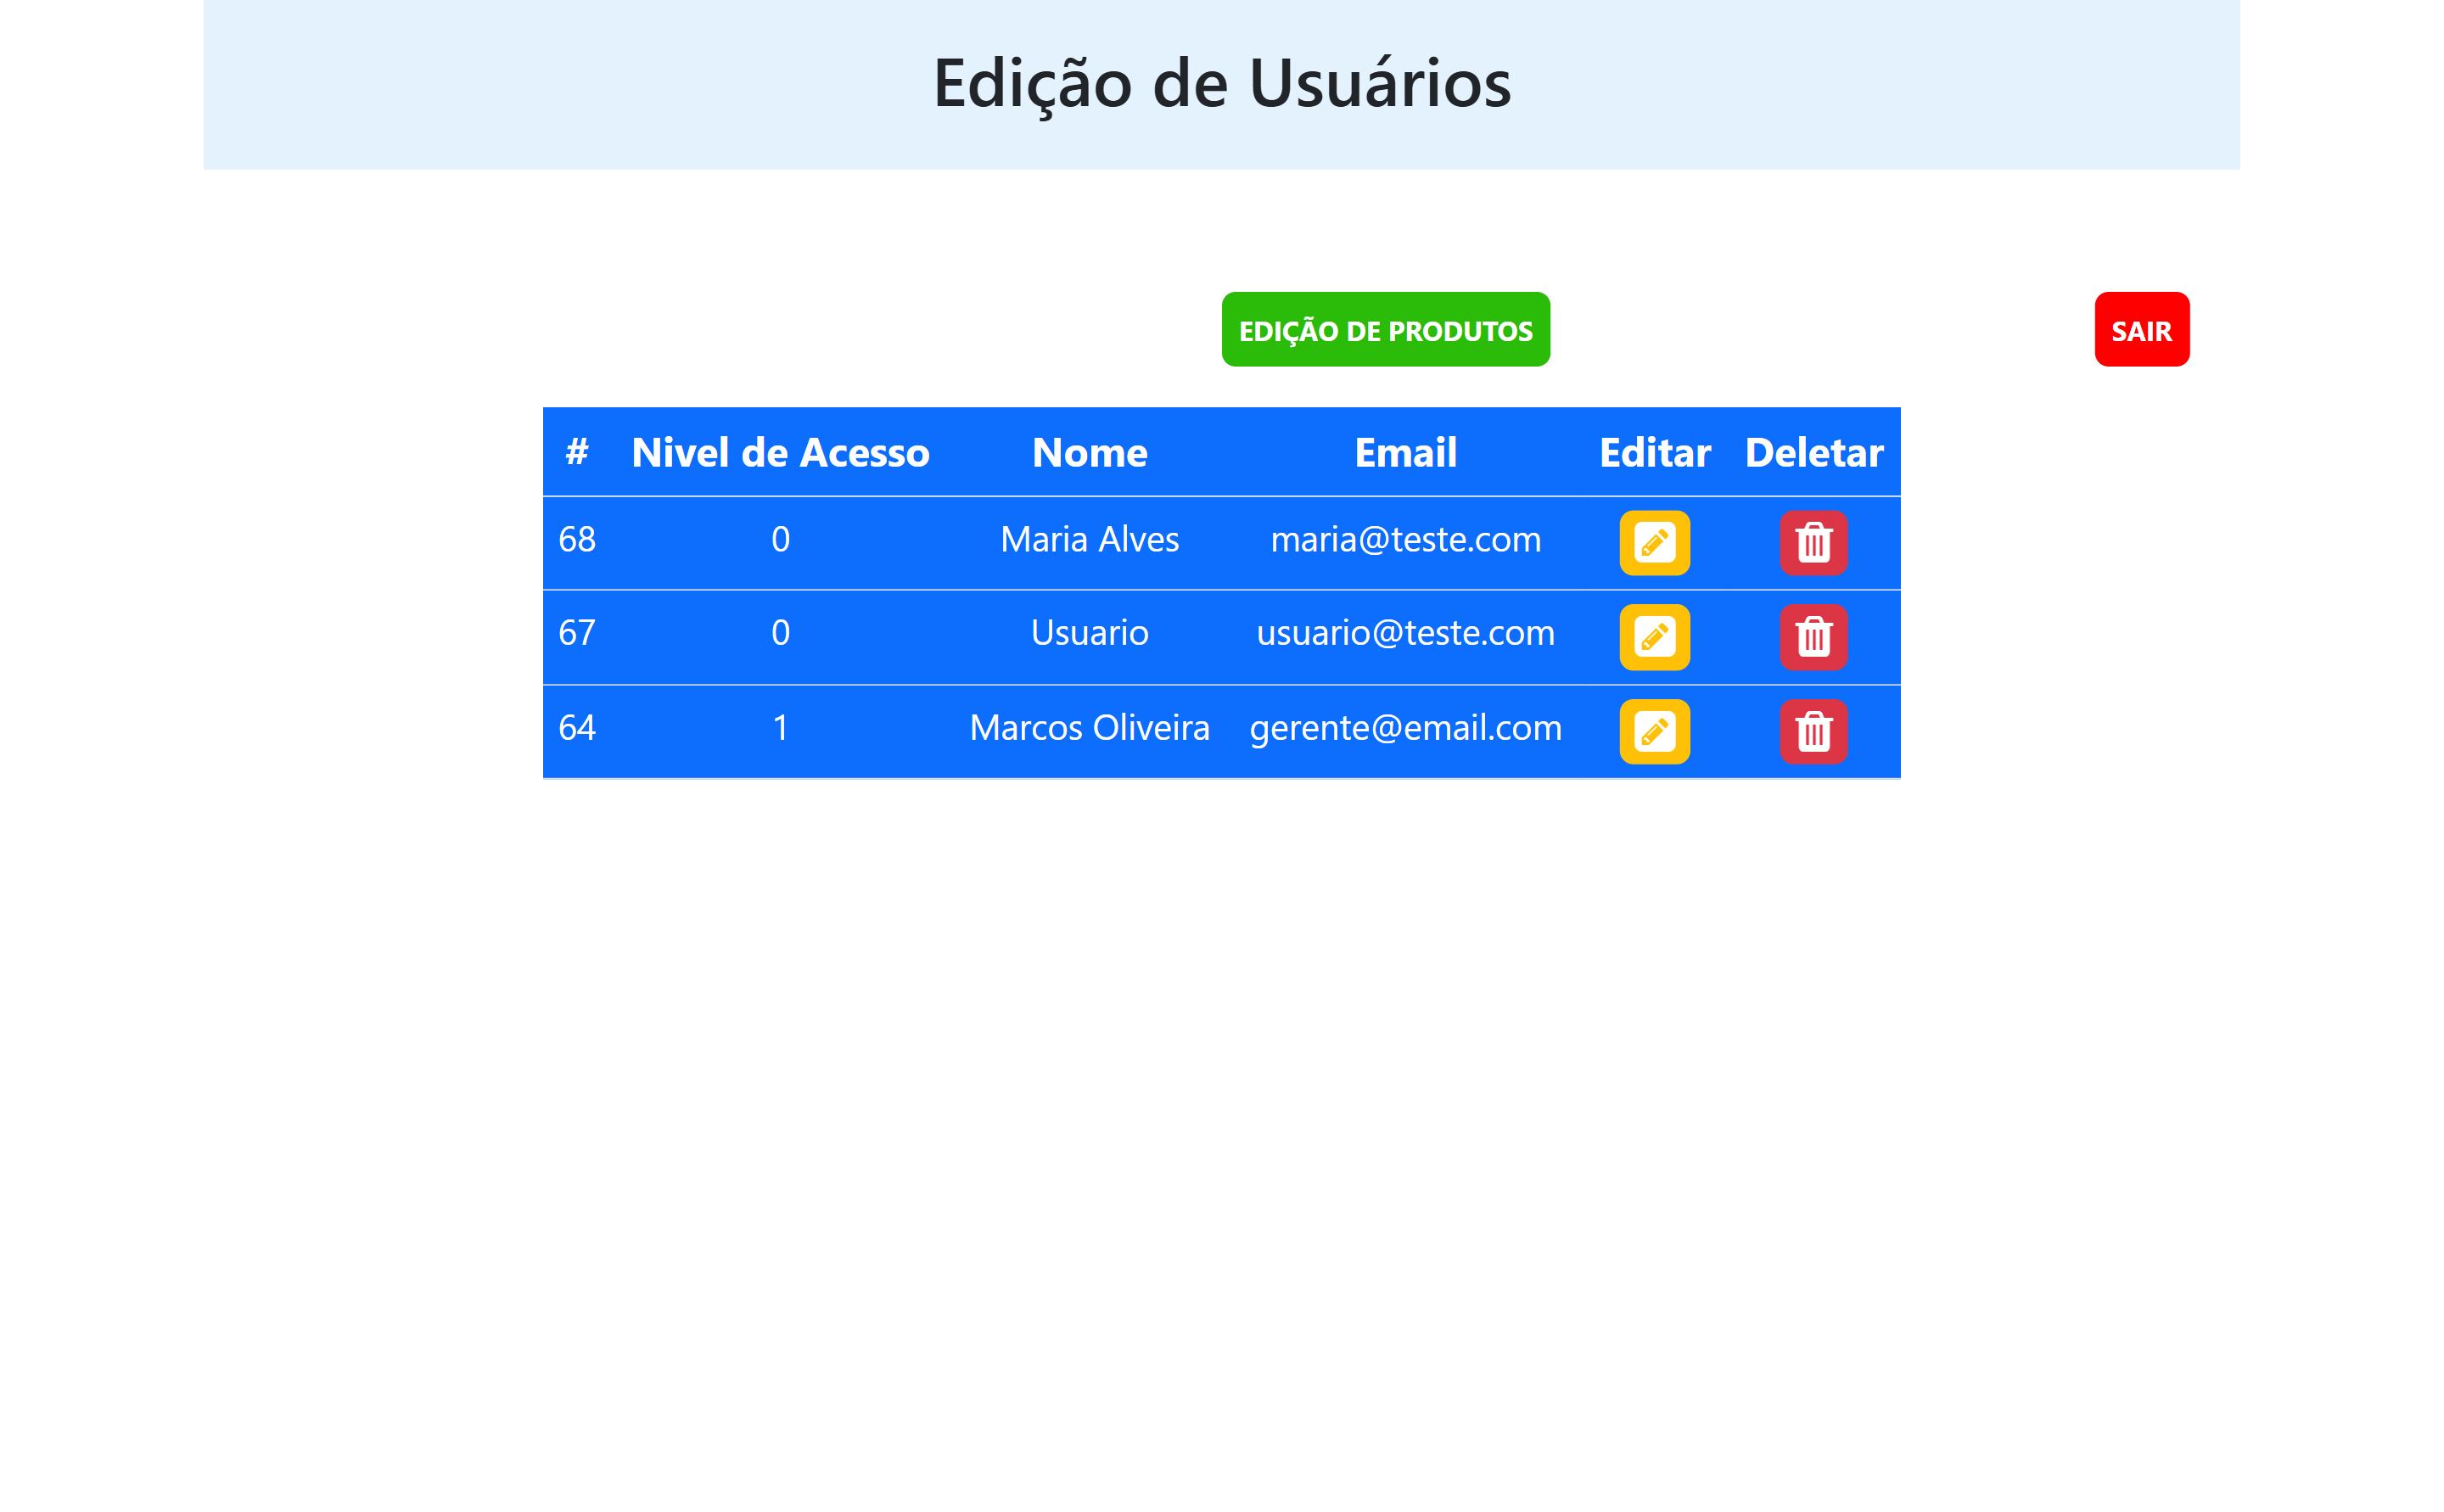 Edição de Usuários
EDIÇÃO DE PRODUTOS SAIR
# Nivel de Acesso Nome Email Editar Deletar
68 0 Maria Alves maria@teste.com
67 0 Usuario usuario@teste.com
64 1 Marcos Oliveira gerente@email.com